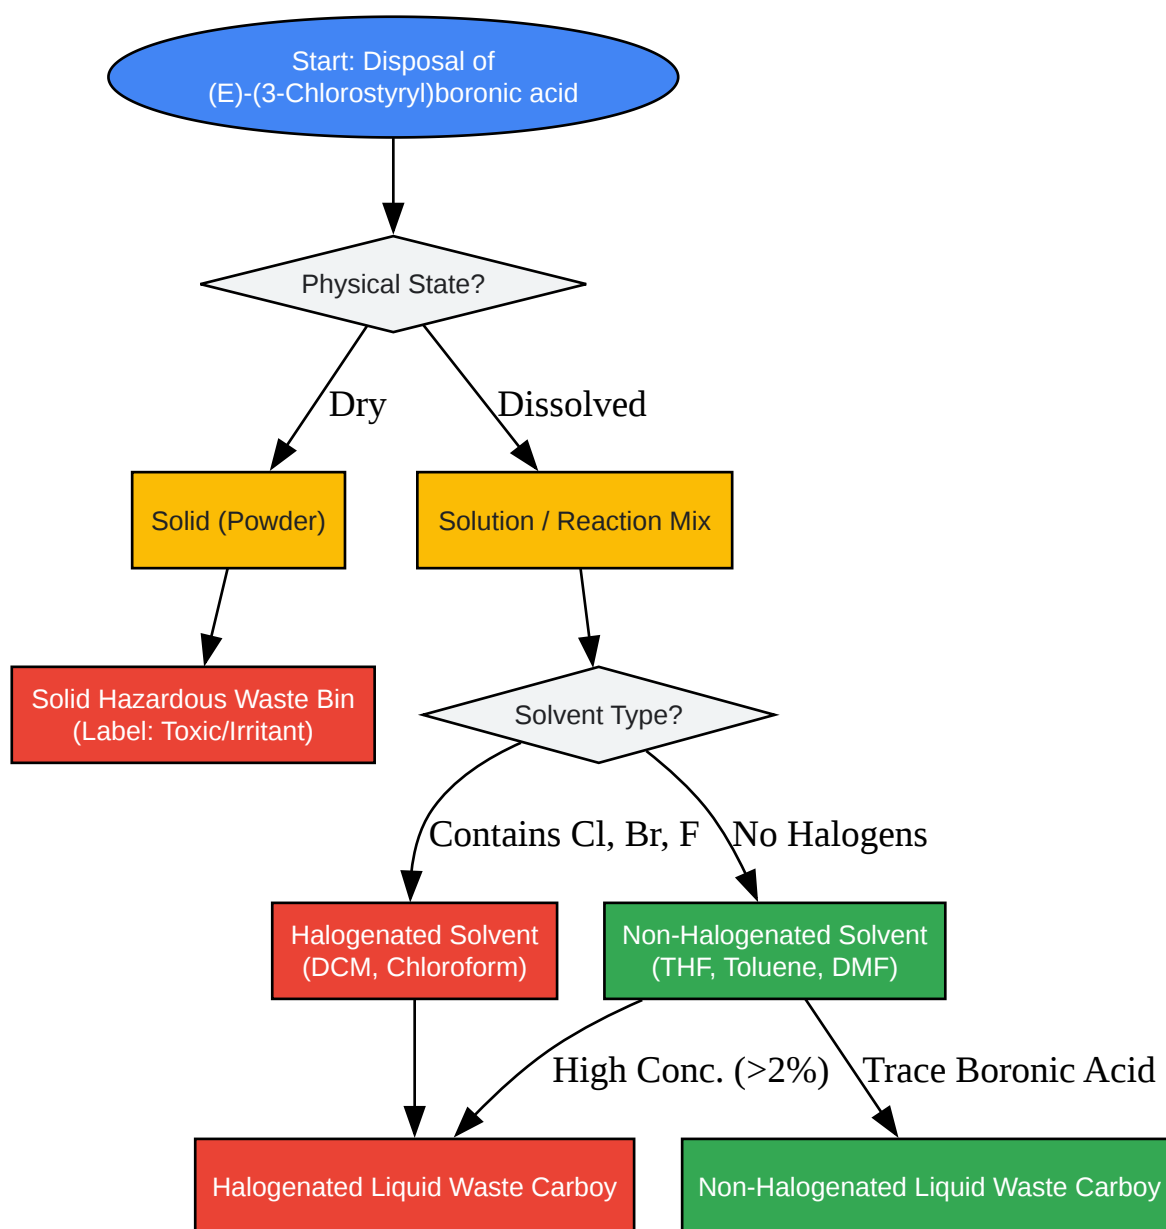 Start: Disposal of
(E)-(3-Chlorostyryl)boronic acid
Physical State?
Dry
Dissolved
Solid (Powder)
Solution / Reaction Mix
Solid Hazardous Waste Bin
(Label: Toxic/Irritant)
Solvent Type?
Contains Cl, Br, F
No Halogens
Halogenated Solvent
(DCM, Chloroform)
Non-Halogenated Solvent
(THF, Toluene, DMF)
High Conc. (>2%)
Trace Boronic Acid
Halogenated Liquid Waste Carboy
Non-Halogenated Liquid Waste Carboy